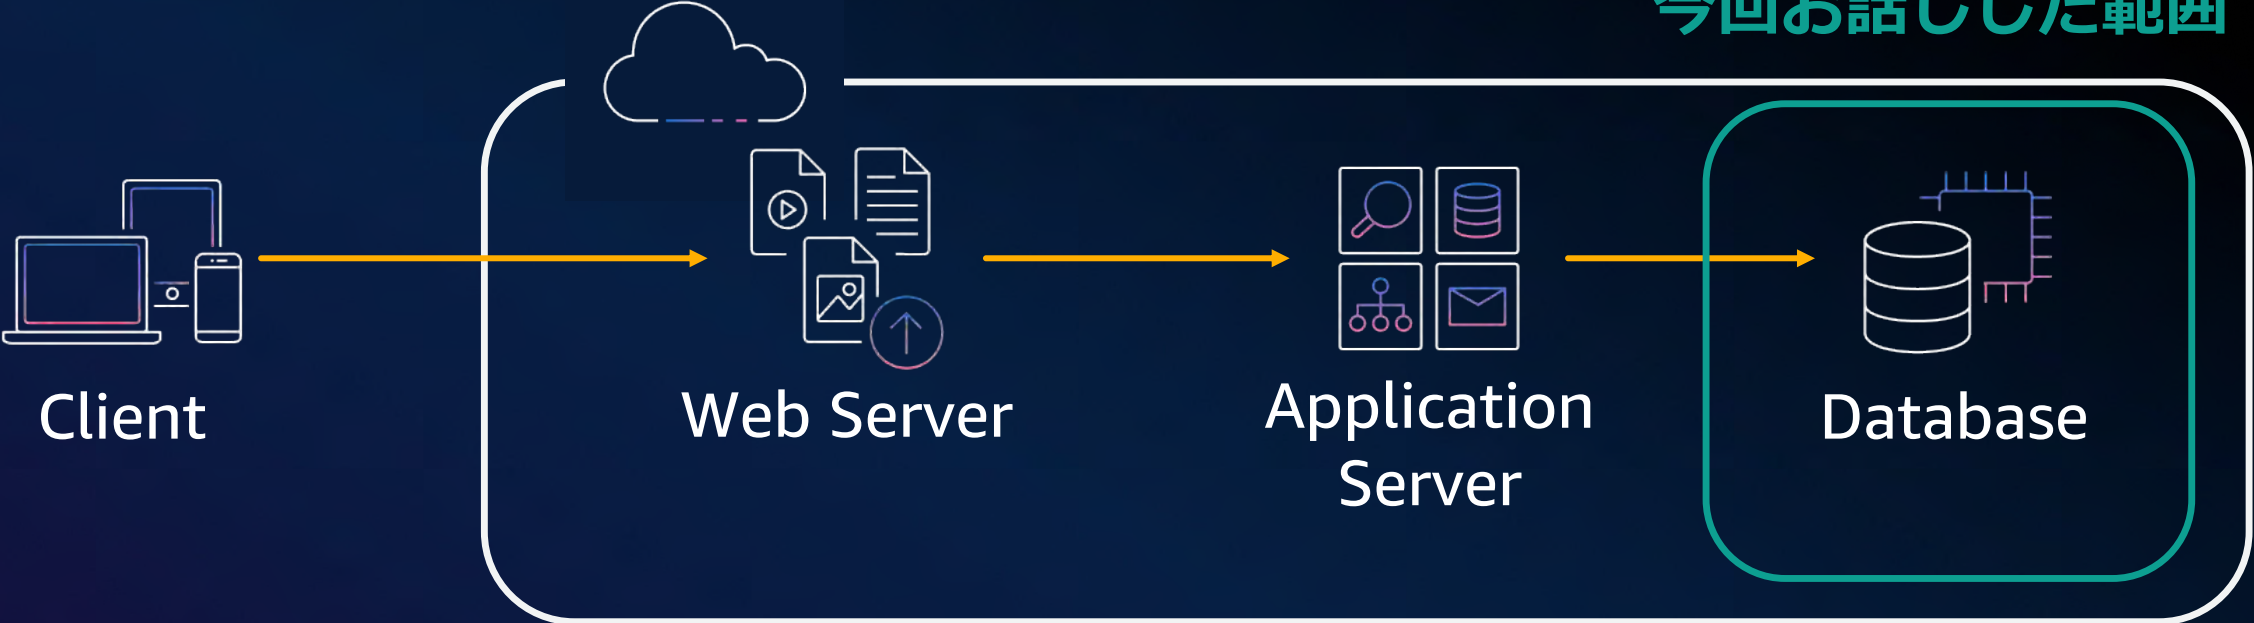 今回お話しした範囲
Client
Web Server
Application
Server
Database